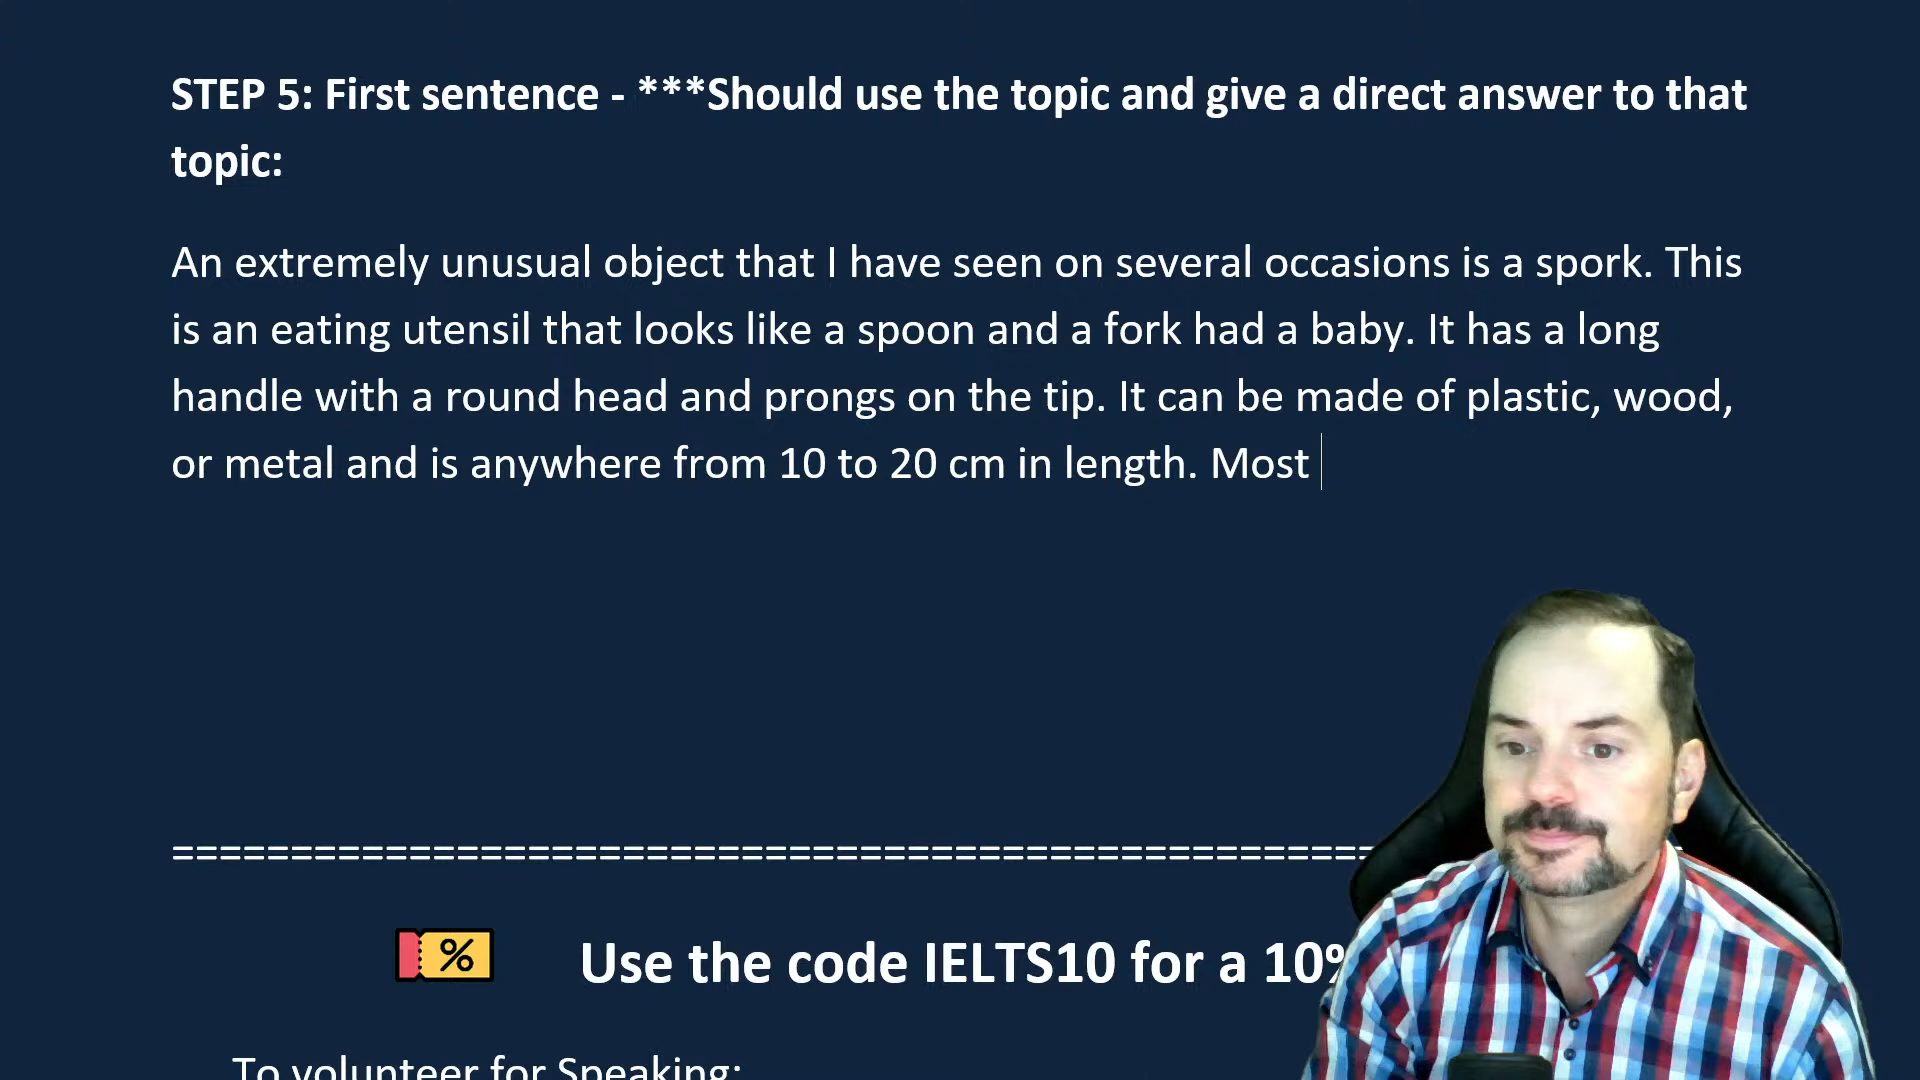 STEP 5: First sentence - ***Should use the topic and give a direct answer to that
topic:
An extremely unusual object that I have seen on several occasions is a spork. This
is an eating utensil that looks like a spoon and a fork had a baby. It has a long
handle with a round head and prongs on the tip. It can be made of plastic, wood,
or metal and is anywhere from 10 to 20 cm in length. Most
==================================================
%
Use the code IELTS10 for a 10%
To volunteer for Speaking: